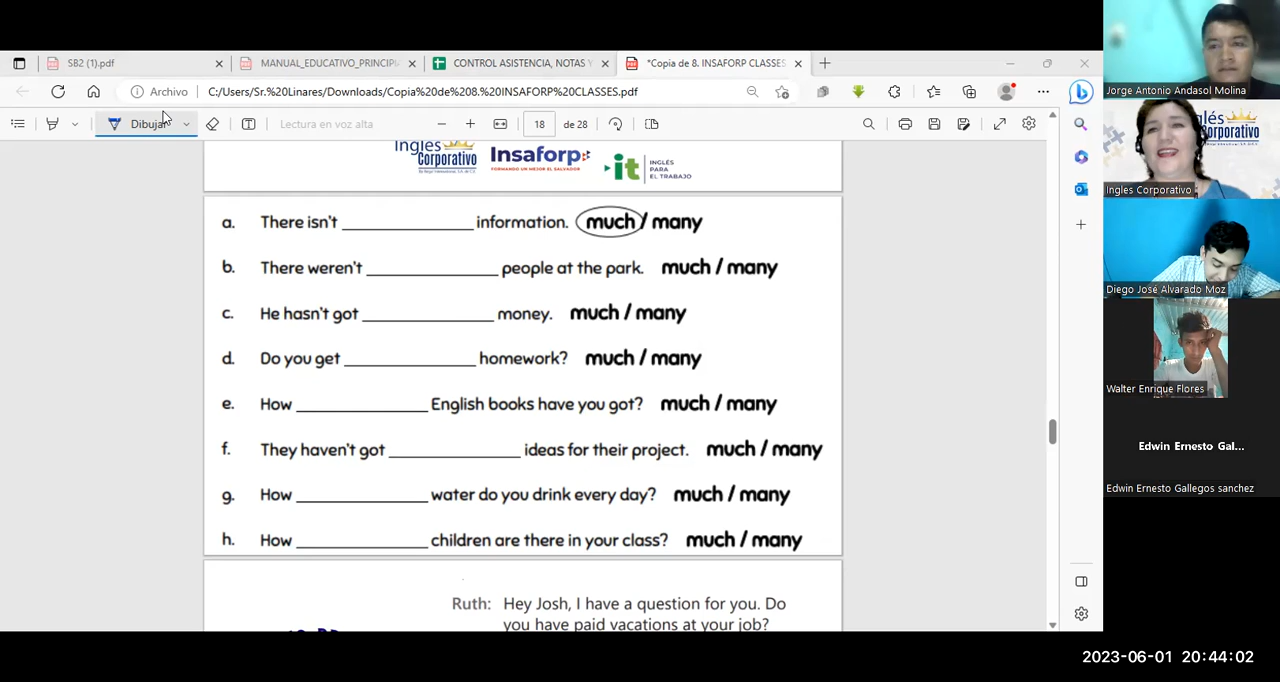 SB2 (1).pdf
MANUAL_EDUCATIVO_PRINCIPI
CONTROL ASISTENCIA, NOTAS Y
*Copia de 8. INSAFORP CLASSES.
Archivo
C:/Users/Sr.%20Linares/Downloads/Copia%20de%208.%20INSAFORP%20CLASSES.pdf
Dibujar
Lectura en voz alta
18 de 28
Inglés
Corporativo
Insaforp
FORMANDO UN MEJOR EL SALVADOR
it INGLÉS
PARA
EL TRABAJO
a. There isn't ______________ information. much / many
b. There weren't ______________ people at the park. much / many
c. He hasn't got ______________ money. much / many
d. Do you get ______________ homework? much / many
e. How ______________ English books have you got? much / many
f. They haven't got ______________ ideas for their project. much / many
g. How ______________ water do you drink every day? much / many
h. How ______________ children are there in your class? much / many
Ruth: Hey Josh, I have a question for you. Do
you have paid vacations at your job?
Jorge Antonio Andasol Molina
Inglés
Corporativo
Ingles Corporativo
Diego José Alvarado Moz
Walter Enrique Flores
Edwin Ernesto Gal...
Edwin Ernesto Gallegos sanchez
2023-06-01 20:44:02